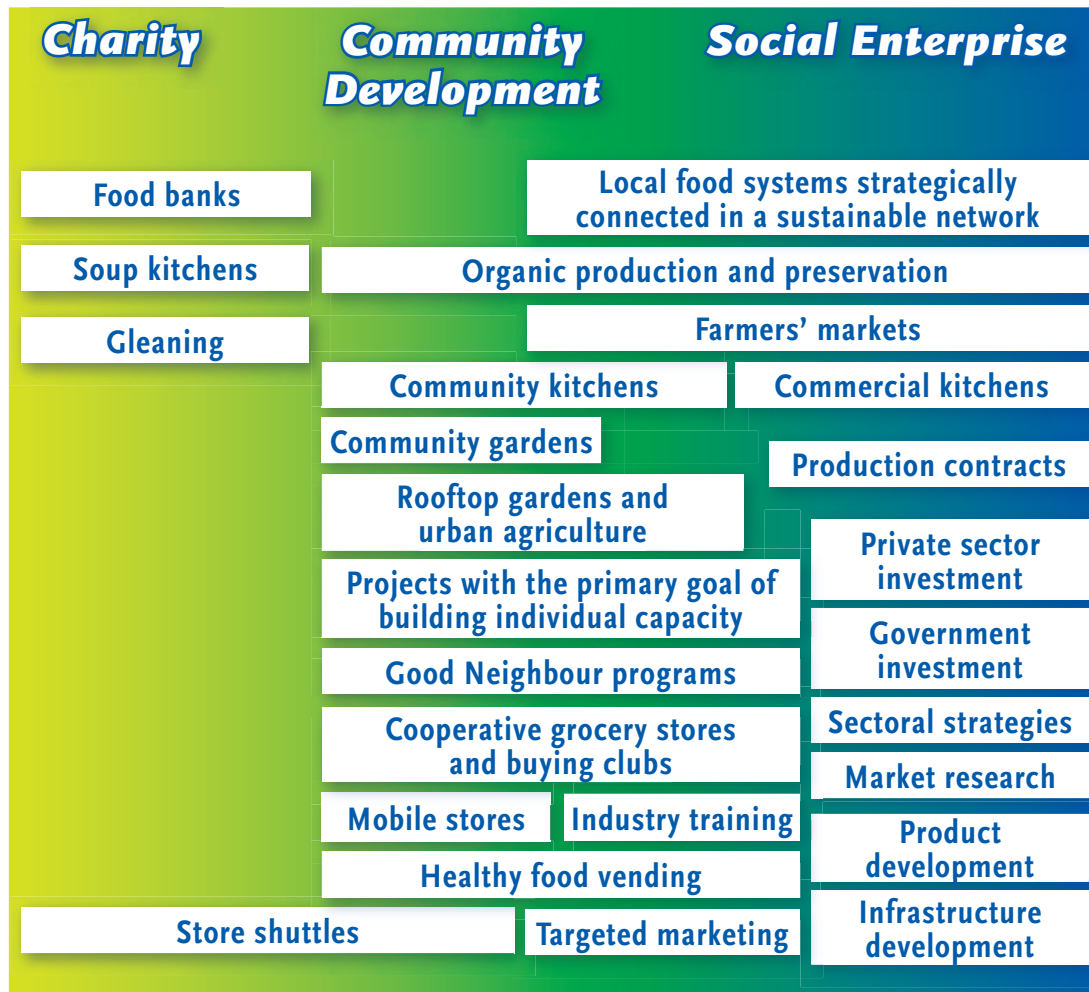 Charity
Community
Development
Social Enterprise
Food banks
Local food systems strategically
connected in a sustainable network
Soup kitchens
Organic production and preservation
Gleaning
Farmers’ markets
Community kitchens
Commercial kitchens
Community gardens
Production contracts
Rooftop gardens and
urban agriculture
Private sector
investment
Projects with the primary goal of
building individual capacity
Government
investment
Good Neighbour programs
Sectoral strategies
Cooperative grocery stores
and buying clubs
Market research
Mobile stores
Industry training
Product
development
Healthy food vending
Store shuttles
Targeted marketing
Infrastructure
development